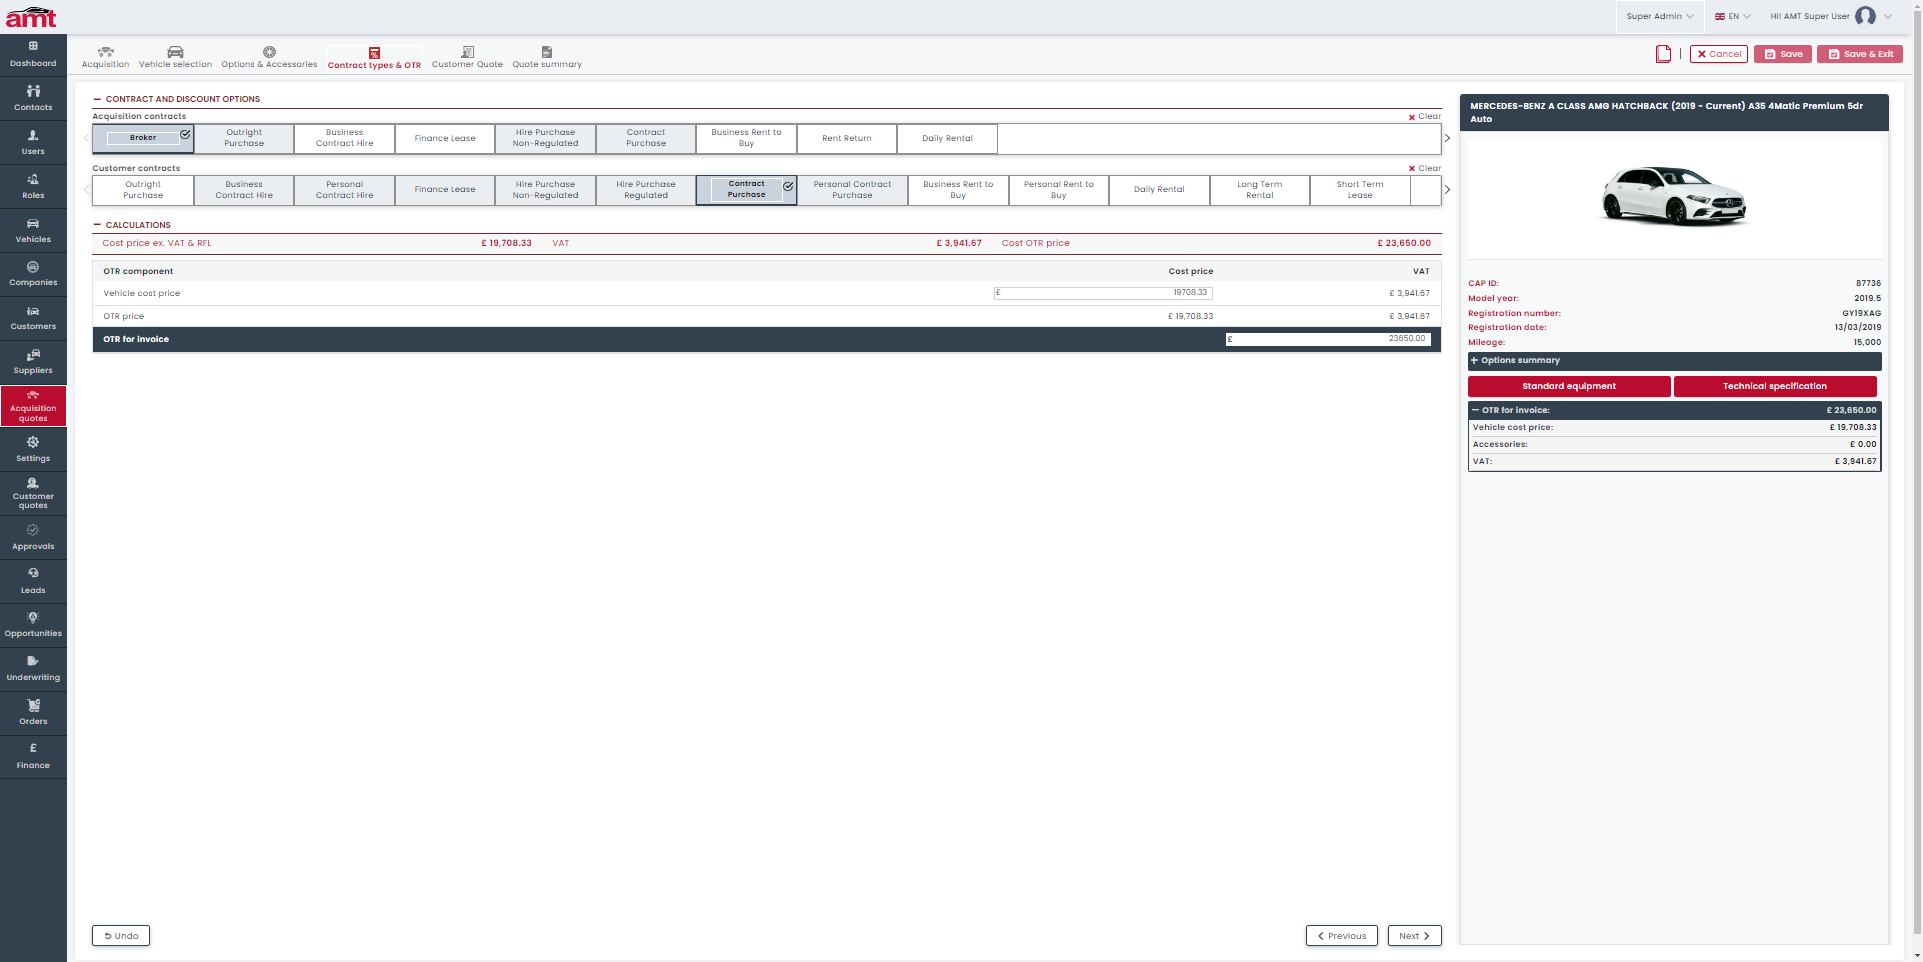 amt
Super Admin
EN
Hi! AMT Super User
Dashboard
Contacts
Users
Roles
Vehicles
Companies
Customers
Suppliers
Acquisition
quotes
Settings
Customer
quotes
Approvals
Leads
Opportunities
Underwriting
Orders
£
Finance
Acquisition
Vehicle selection
Options & Accessories
Contract types & OTR
Customer Quote
Quote summary
Cancel
Save
Save & Exit
CONTRACT AND DISCOUNT OPTIONS
Acquisition contracts
Clear
Broker
Outright
Purchase
Business
Contract Hire
Finance Lease
Hire Purchase
Non-Regulated
Contract
Purchase
Business Rent to
Buy
Rent Return
Daily Rental
Customer contracts
Clear
Outright
Purchase
Business
Contract Hire
Personal
Contract Hire
Finance Lease
Hire Purchase
Non-Regulated
Hire Purchase
Regulated
Contract
Purchase
Personal Contract
Purchase
Business Rent to
Buy
Personal Rent to
Buy
Daily Rental
Long Term
Rental
Short Term
Lease
CALCULATIONS
Cost price ex. VAT & RFL £ 19,708.33
VAT £ 3,941.67
Cost OTR price £ 23,650.00
OTR component Cost price VAT
Vehicle cost price £ 19708.33 £ 3,941.67
OTR price £ 19,708.33 £ 3,941.67
OTR for invoice £ 23650.00
Undo
Previous
Next
MERCEDES-BENZ A CLASS AMG HATCHBACK (2019 - Current) A35 4Matic Premium 5dr
Auto
CAP ID: 87736
Model year: 2019.5
Registration number: GY19XAG
Registration date: 13/03/2019
Mileage: 15,000
+ Options summary
Standard equipment
Technical specification
OTR for invoice: £ 23,650.00
Vehicle cost price: £ 19,708.33
Accessories: £ 0.00
VAT: £ 3,941.67